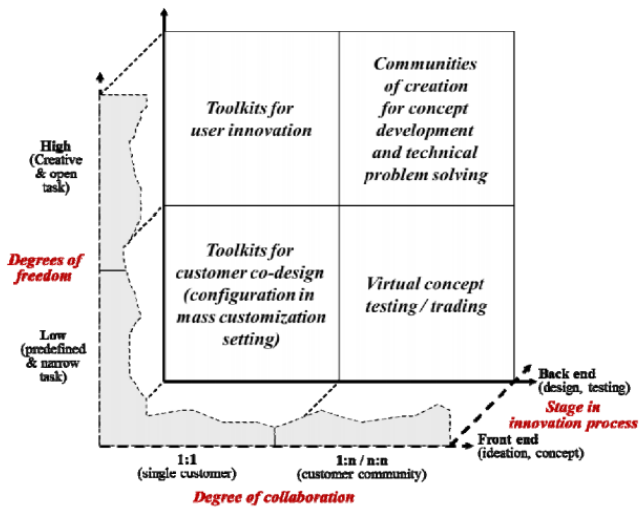 Toolkits for
user innovation
Communities
of creation
for concept
development
and technical
problem solving
High
(Creative
& open
task)
Degrees of
freedom
Toolkits for
customer co-design
(configuration in
mass customization
setting)
Virtual concept
testing / trading
Low
(predefined
& narrow
task)
Back end
(design, testing)
Stage in
innovation process
Front end
(ideation, concept)
1:1
(single customer)
1:n / n:n
(customer community)
Degree of collaboration